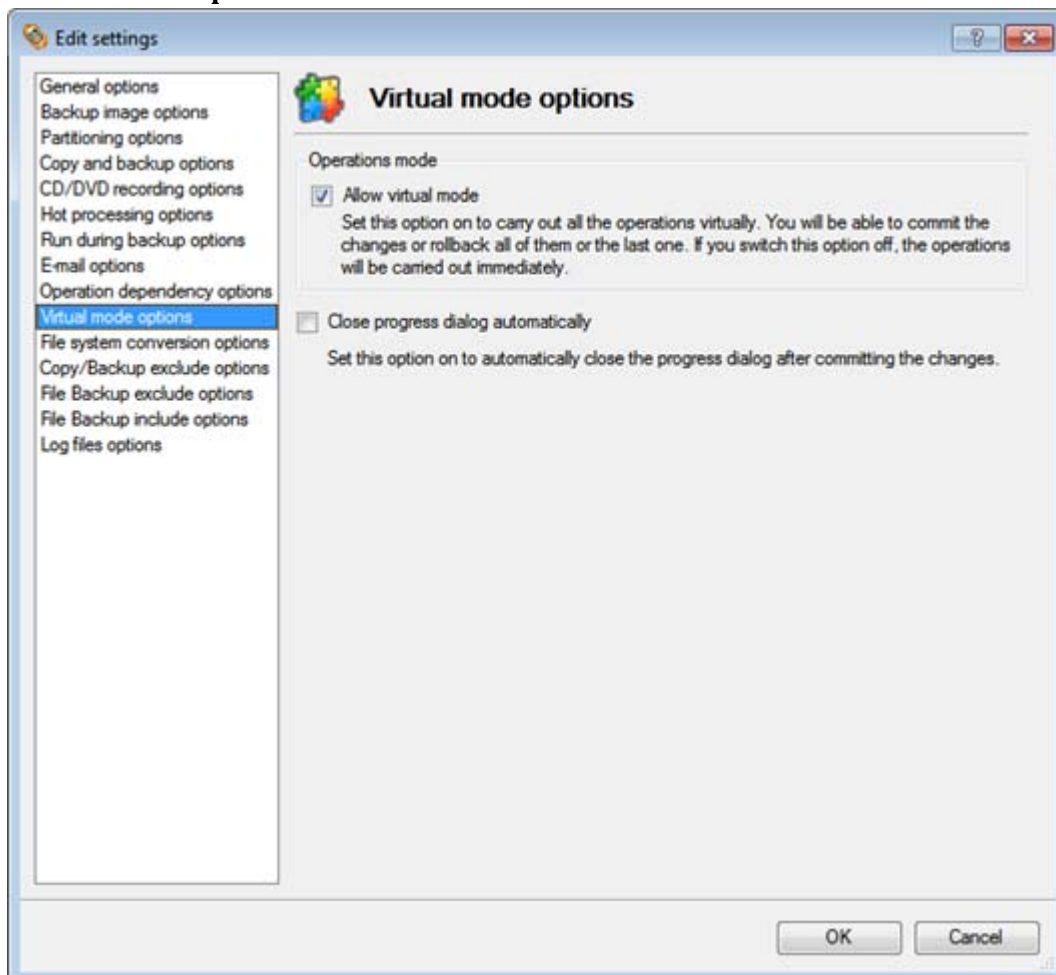 Edit settings
General options
Backup image options
Partitioning options
Copy and backup options
CD/DVD recording options
Hot processing options
Run during backup options
E-mail options
Operation dependency options
Virtual mode options
File system conversion options
Copy/Backup exclude options
File Backup exclude options
File Backup include options
Log files options
Virtual mode options
Operations mode
Allow virtual mode
Set this option on to carry out all the operations virtually. You will be able to commit the
changes or rollback all of them or the last one. If you switch this option off, the operations
will be carried out immediately.
Close progress dialog automatically
Set this option on to automatically close the progress dialog after committing the changes.
OK
Cancel